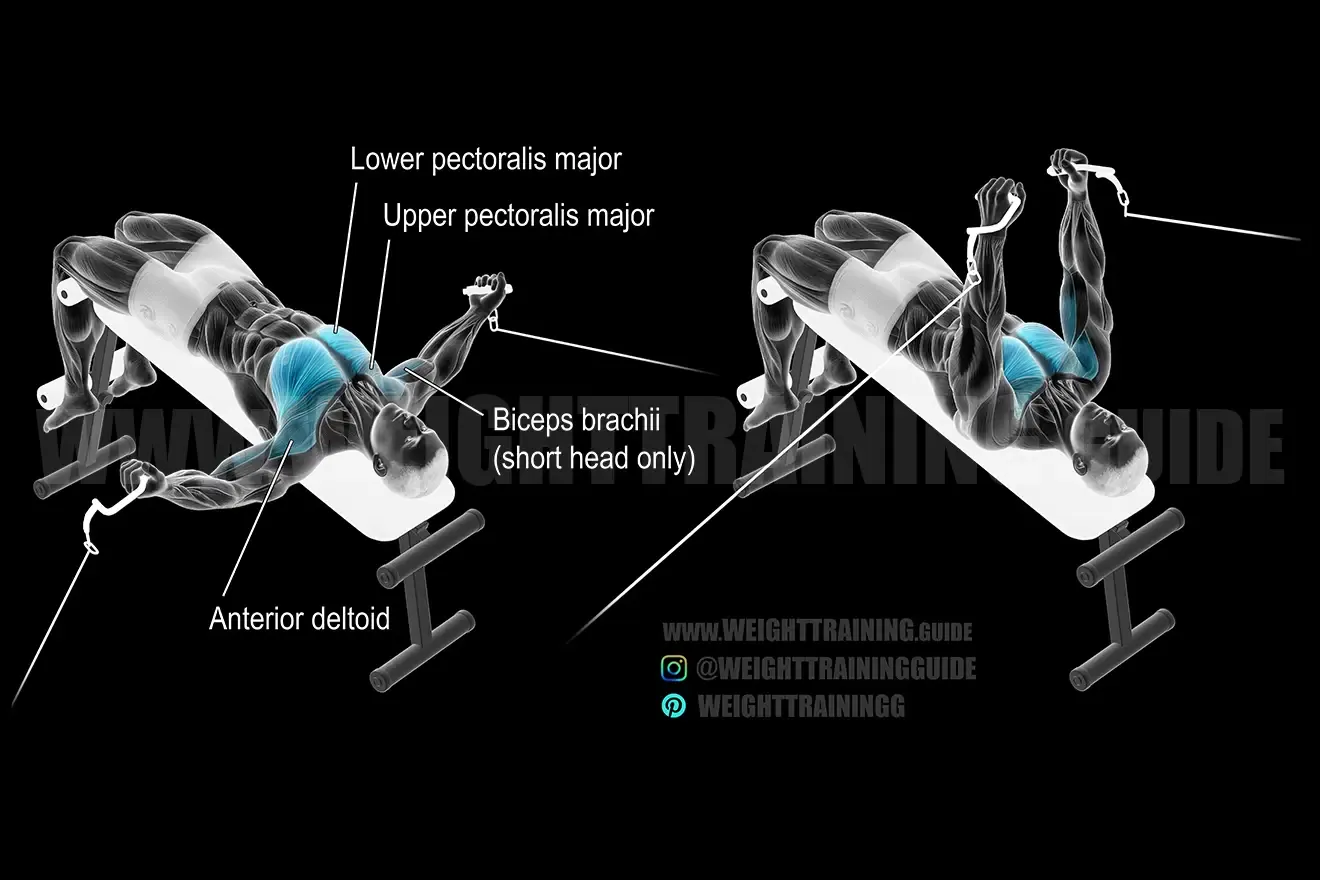 Lower pectoralis major
Upper pectoralis major
Biceps brachii
(short head only)
WWW.WEIGHTTRAINING.GUIDE
Anterior deltoid
WWW.WEIGHTTRAINING.GUIDE
@WEIGHTTRAININGGUIDE
WEIGHTTRAININGG